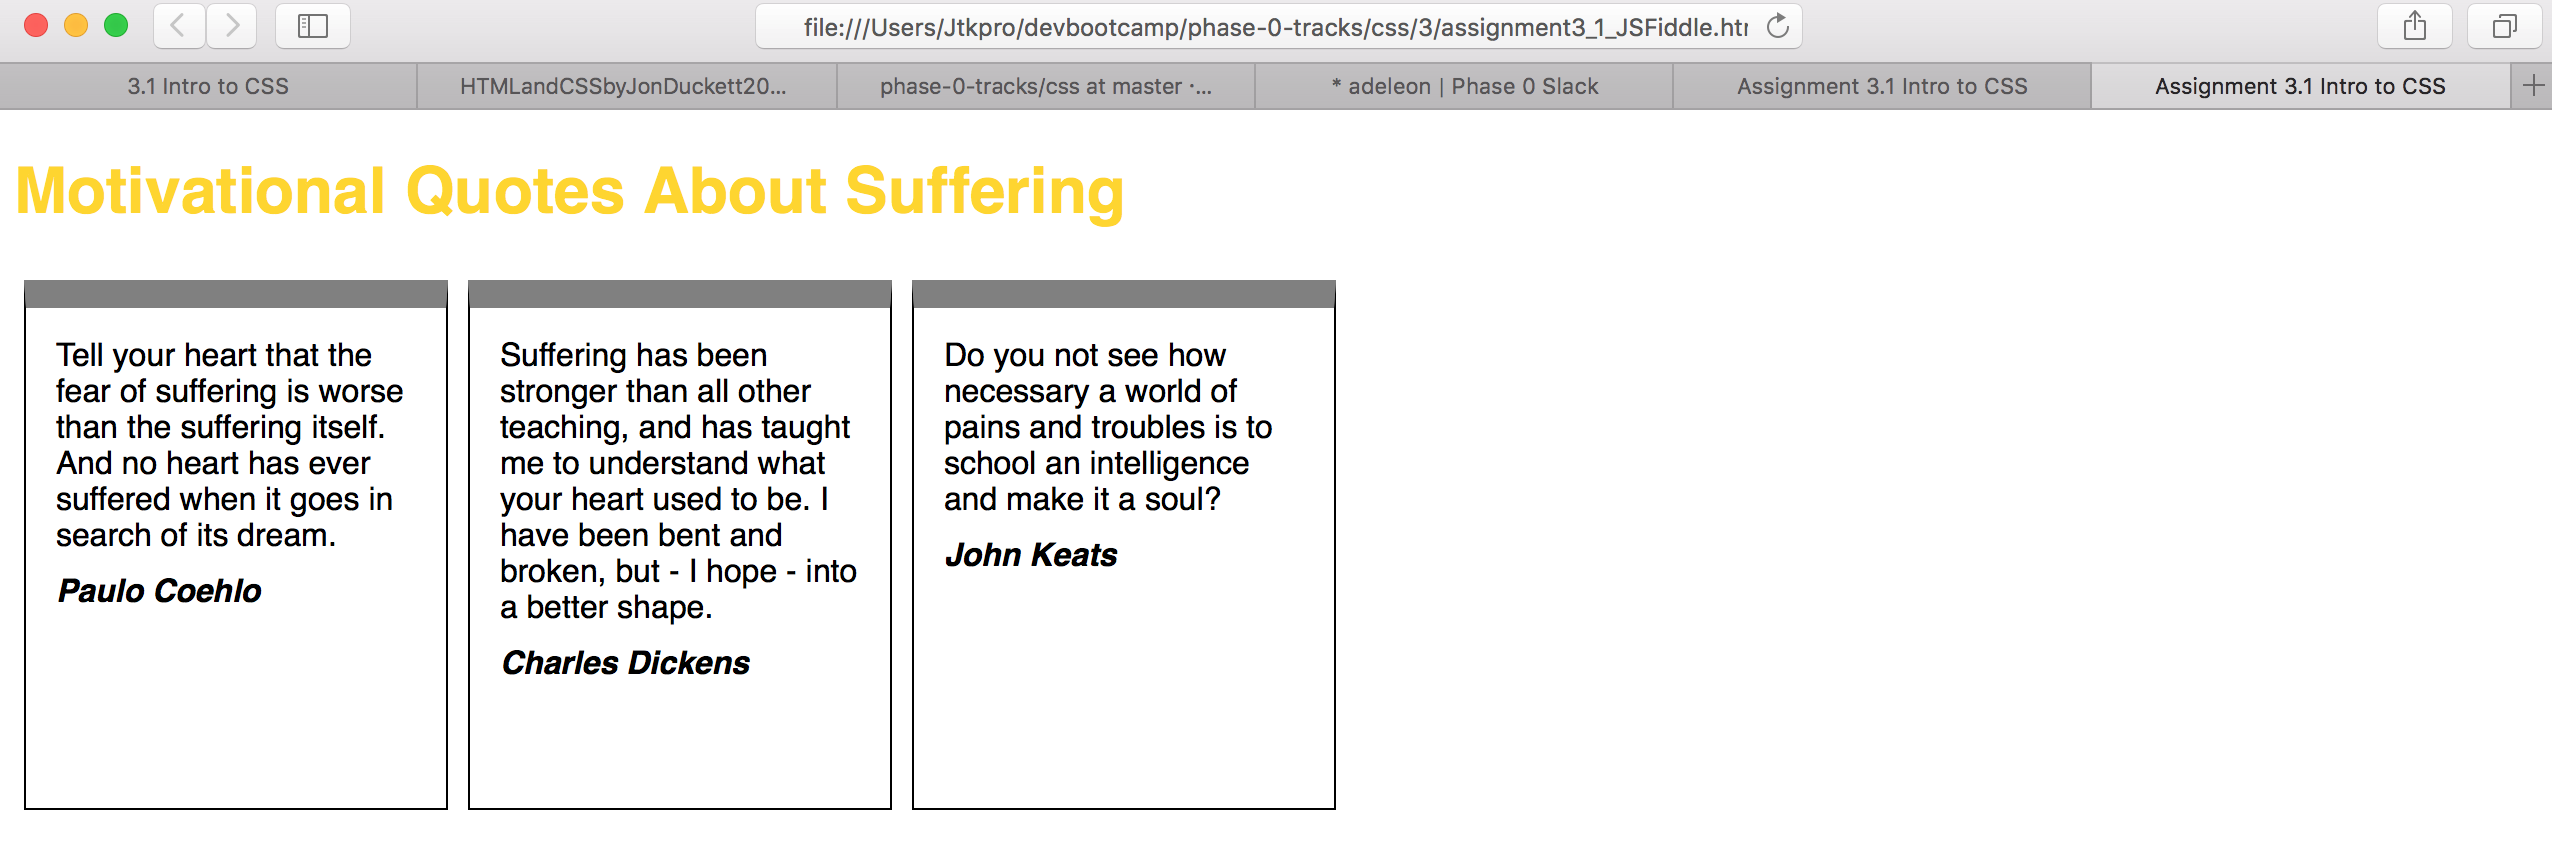 file:///Users/Jtkpro/devbootcamp/phase-0-tracks/css/3/assignment3_1_JSFiddle.htm
3.1 Intro to CSS
HTMLandCSSbyJonDuckett20...
phase-0-tracks/css at master ·...
* adeleon | Phase 0 Slack
Assignment 3.1 Intro to CSS
Assignment 3.1 Intro to CSS
Motivational Quotes About Suffering
Tell your heart that the
fear of suffering is worse
than the suffering itself.
And no heart has ever
suffered when it goes in
search of its dream.
Paulo Coehlo
Suffering has been
stronger than all other
teaching, and has taught
me to understand what
your heart used to be. I
have been bent and
broken, but - I hope - into
a better shape.
Charles Dickens
Do you not see how
necessary a world of
pains and troubles is to
school an intelligence
and make it a soul?
John Keats